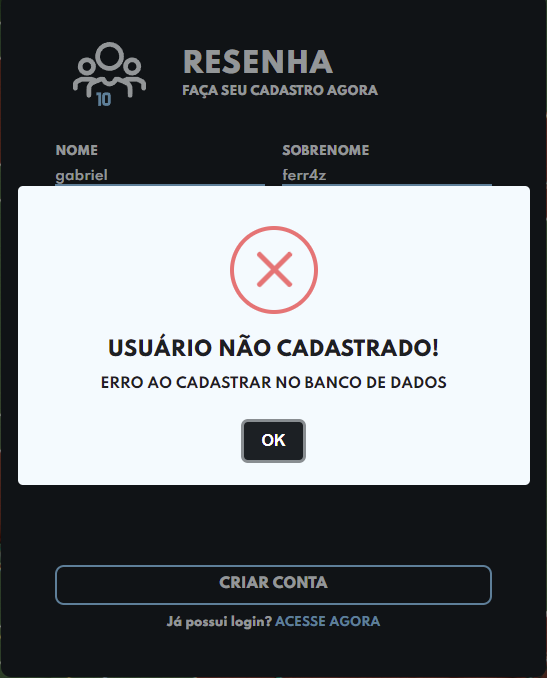 10
RESENHA
FAÇA SEU CADASTRO AGORA
NOME
SOBRENOME
gabriel
ferr4z
USUÁRIO NÃO CADASTRADO!
ERRO AO CADASTRAR NO BANCO DE DADOS
OK
CRIAR CONTA
Já possui login? ACESSE AGORA